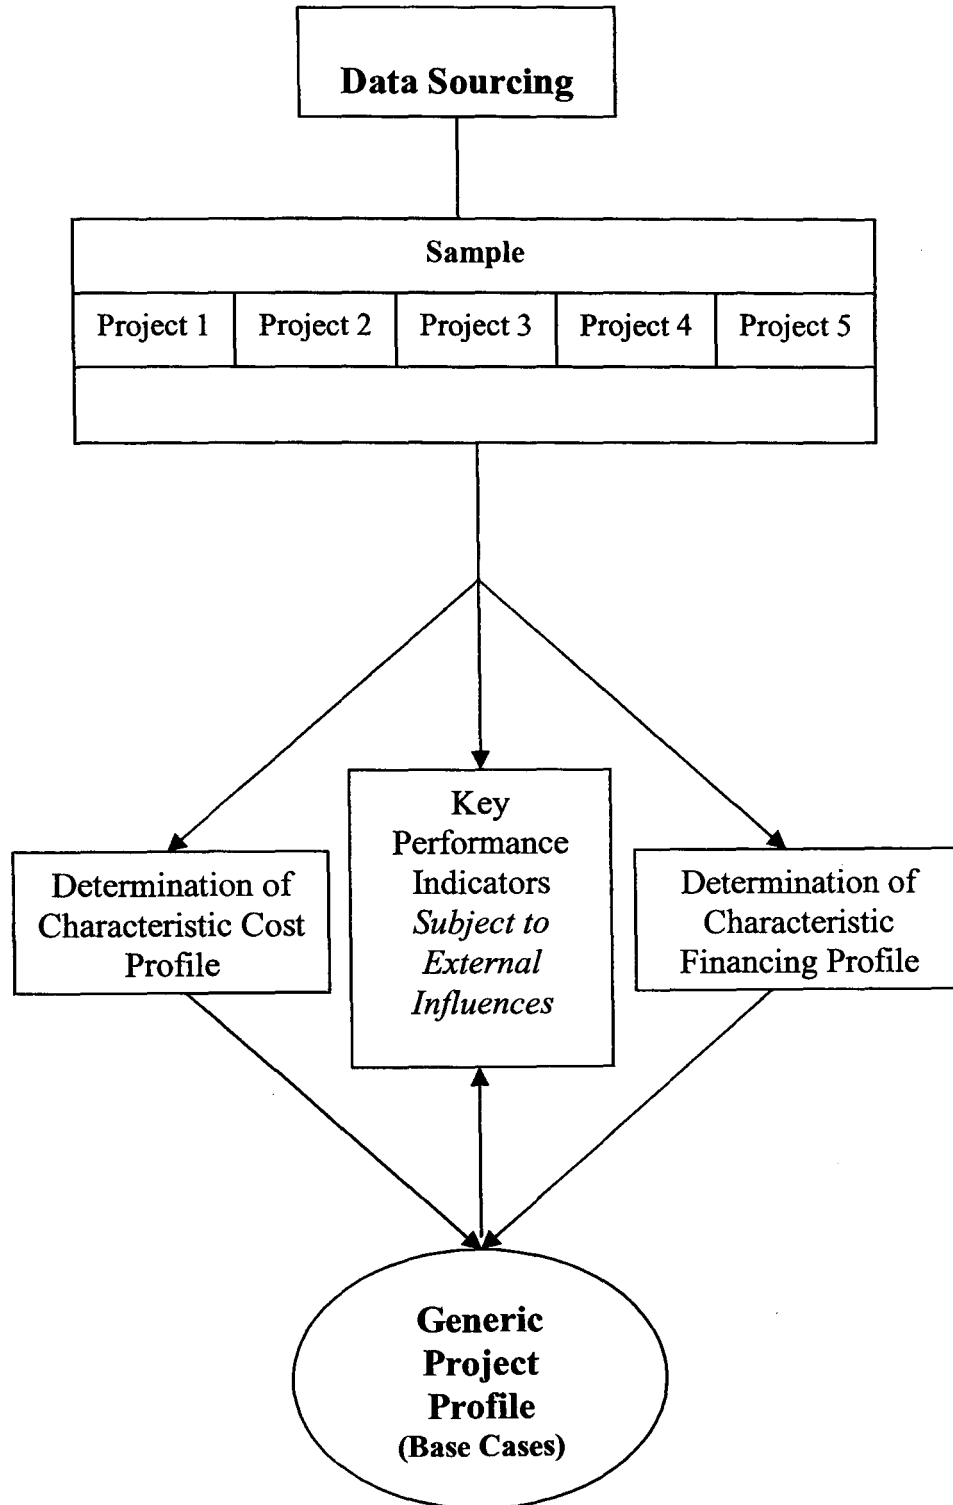 Data Sourcing
Sample
Project 1 Project 2 Project 3 Project 4 Project 5
Key
Performance
Indicators
Subject to
External
Influences
Determination of
Characteristic Cost
Profile
Determination of
Characteristic
Financing Profile
Generic
Project
Profile
(Base Cases)